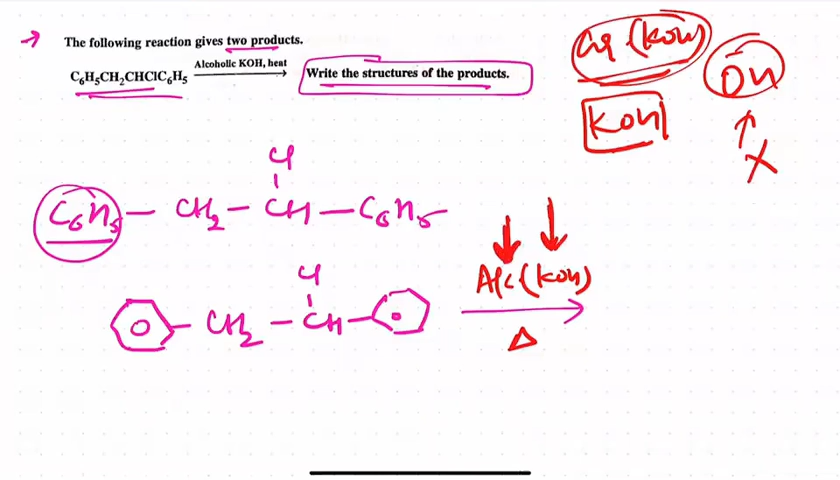 The following reaction gives two products.
C₆H₅CH₂CHClC₆H₅ Alcoholic KOH, heat Write the structures of the products.
aq (KOH)
ŌH
KOH
X
Cl
C₆H₅ — CH₂ — CH — C₆H₅
Cl
CH₂ — CH — Alc (KOH)
Δ